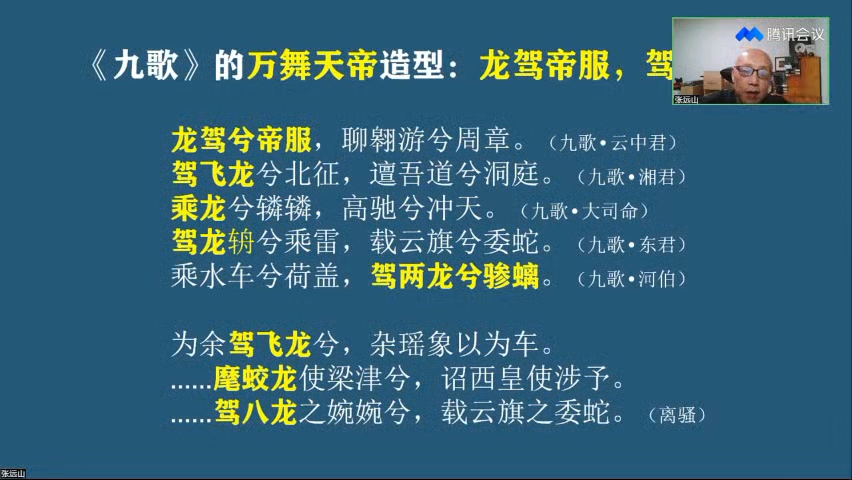 《九歌》的万舞天帝造型：龙驾帝服，驾
腾讯会议
张远山
龙驾兮帝服，聊翱游兮周章。（九歌•云中君）
驾飞龙兮北征，邅吾道兮洞庭。（九歌•湘君）
乘龙兮辚辚，高驰兮冲天。（九歌•大司命）
驾龙辀兮乘雷，载云旗兮委蛇。（九歌•东君）
乘水车兮荷盖，驾两龙兮骖螭。（九歌•河伯）
为余驾飞龙兮，杂瑶象以为车。
......麾蛟龙使梁津兮，诏西皇使涉予。
......驾八龙之婉婉兮，载云旗之委蛇。（离骚）
张远山